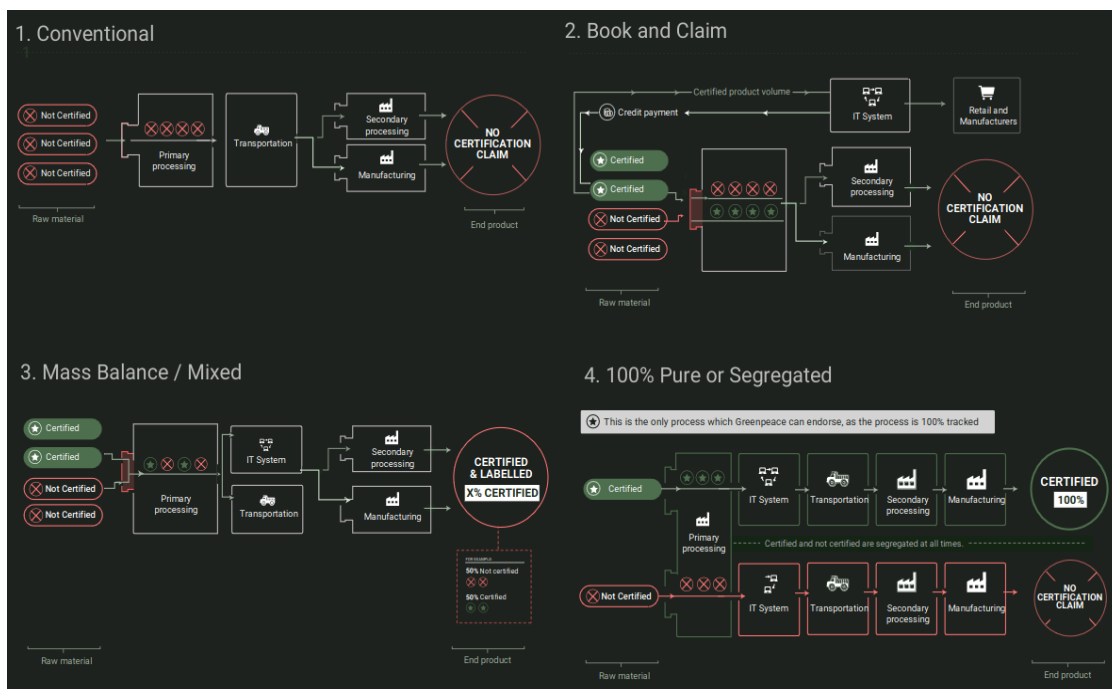 1. Conventional
Not Certified
Not Certified
Not Certified
Primary
processing
Transportation
Secondary
processing
Manufacturing
NO
CERTIFICATION
CLAIM
Raw material
End product
2. Book and Claim
Certified product volume
Credit payment
IT System
Retail and
Manufacturers
Certified
Certified
Not Certified
Not Certified
Secondary
processing
Manufacturing
NO
CERTIFICATION
CLAIM
Raw material
End product
3. Mass Balance / Mixed
Certified
Certified
Not Certified
Not Certified
Primary
processing
IT System
Transportation
Secondary
processing
Manufacturing
CERTIFIED
& LABELLED
X% CERTIFIED
FOR EXAMPLE
50% Not certified
50% Certified
Raw material
End product
4. 100% Pure or Segregated
This is the only process which Greenpeace can endorse, as the process is 100% tracked
Certified
Primary
processing
IT System
Transportation
Secondary
processing
Manufacturing
CERTIFIED
100%
Certified and not certified are segregated at all times.
Not Certified
IT System
Transportation
Secondary
processing
Manufacturing
NO
CERTIFICATION
CLAIM
Raw material
End product